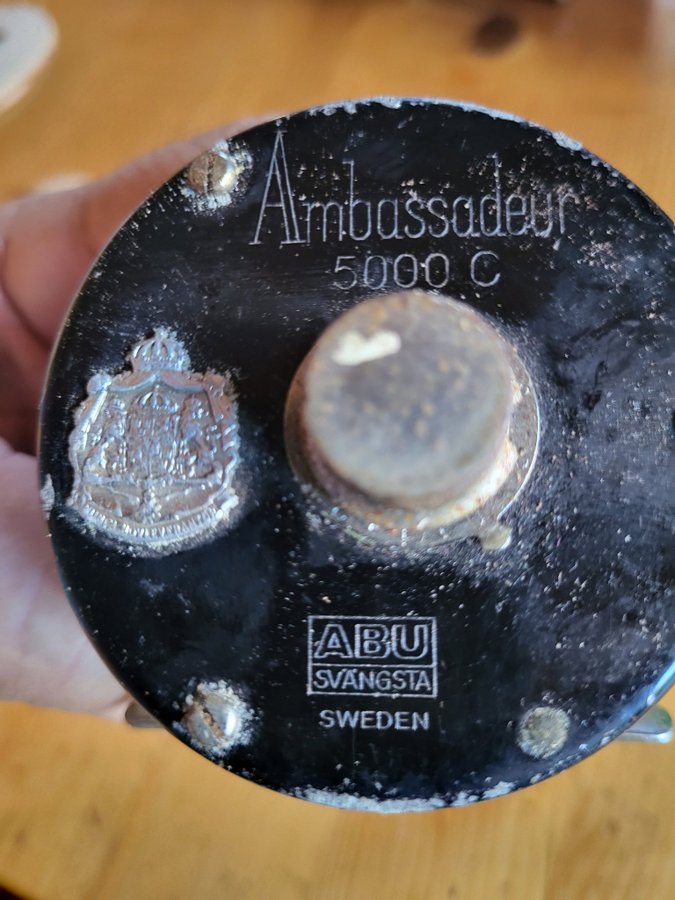 Ambassadeur
5000 C
ABU
SVÄNGSTA
SWEDEN